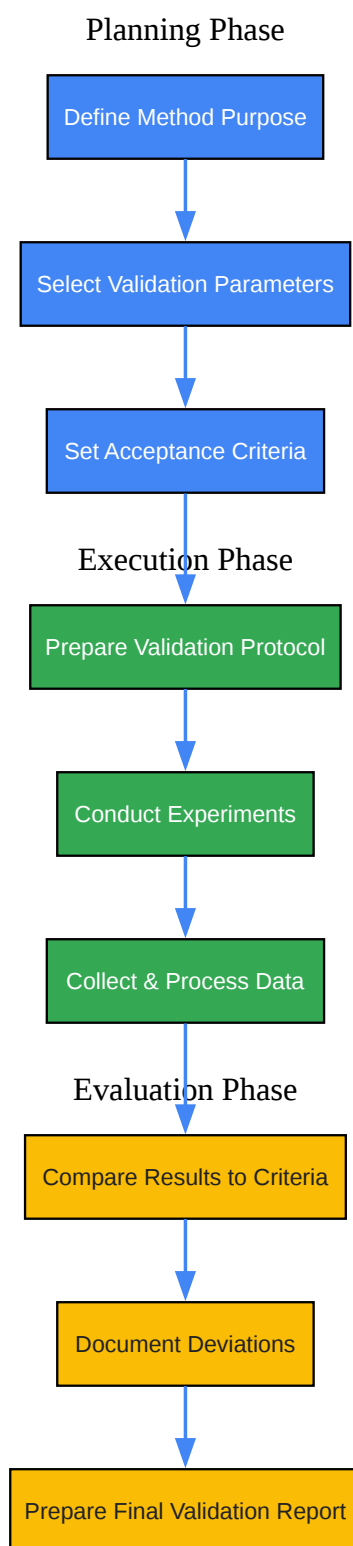 Planning Phase
Define Method Purpose
Select Validation Parameters
Set Acceptance Criteria
Execution Phase
Prepare Validation Protocol
Conduct Experiments
Collect & Process Data
Evaluation Phase
Compare Results to Criteria
Document Deviations
Prepare Final Validation Report